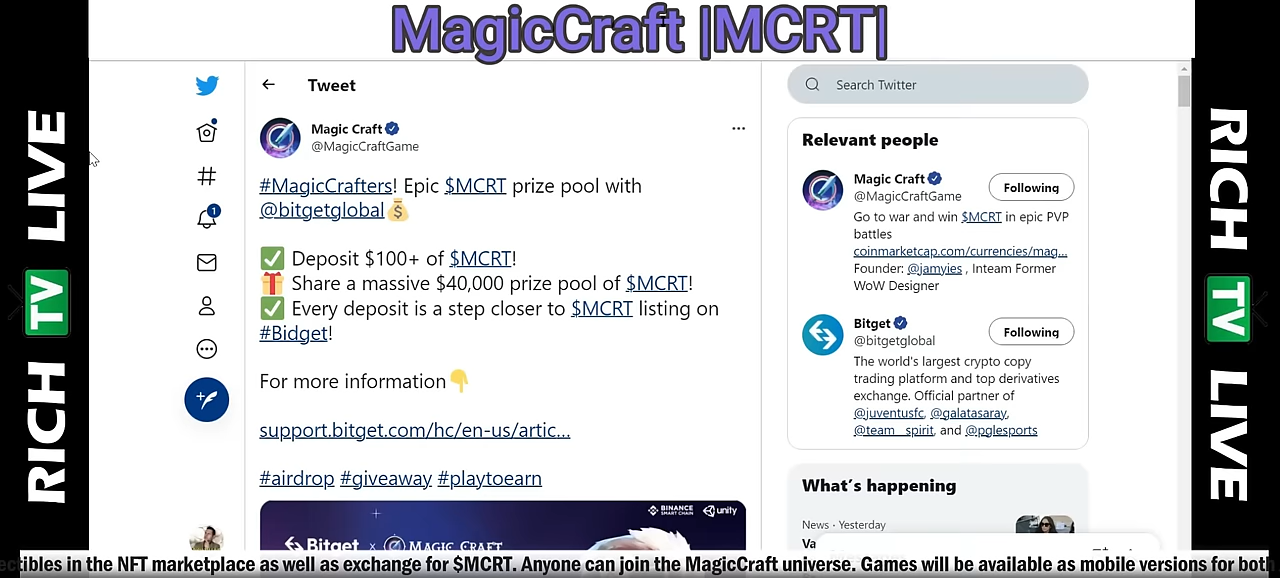 MagicCraft |MCRT|
RICH TV LIVE
Tweet
Magic Craft
@MagicCraftGame
#MagicCrafters! Epic $MCRT prize pool with
@bitgetglobal
Deposit $100+ of $MCRT!
Share a massive $40,000 prize pool of $MCRT!
Every deposit is a step closer to $MCRT listing on
#Bidget!
For more information
support.bitget.com/hc/en-us/artic...
#airdrop #giveaway #playtoearn
BINANCE
SMART CHAIN
unity
Bitget x MAGIC CRAFT
1
Search Twitter
Relevant people
Magic Craft
@MagicCraftGame
Following
Go to war and win $MCRT in epic PVP
battles
coinmarketcap.com/currencies/mag...
Founder: @jamyies , Inteam Former
WoW Designer
Bitget
@bitgetglobal
Following
The world's largest crypto copy
trading platform and top derivatives
exchange. Official partner of
@juventusfc, @galatasaray,
@team__spirit, and @pglesports
What's happening
News · Yesterday
Va
RICH TV LIVE
ectibles in the NFT marketplace as well as exchange for $MCRT. Anyone can join the MagicCraft universe. Games will be available as mobile versions for both